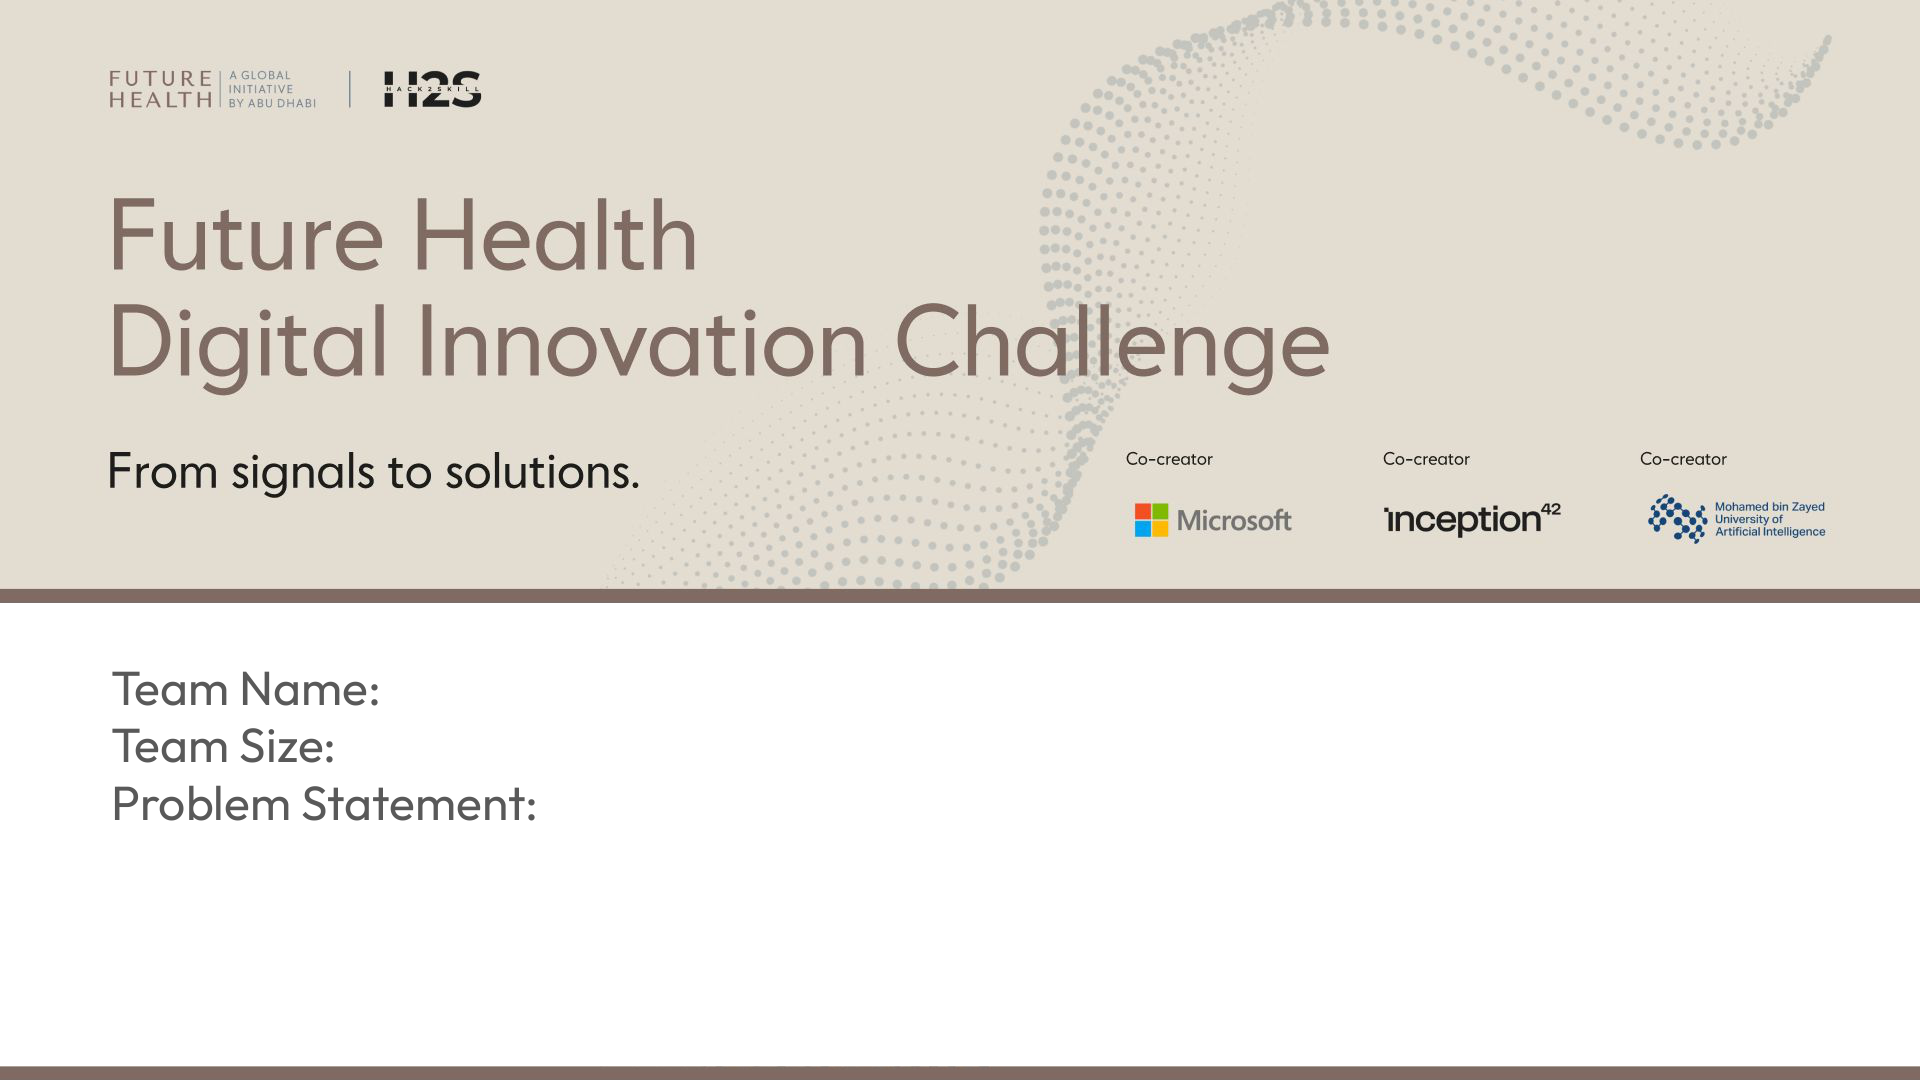 FUTURE
HEALTH
A GLOBAL
INITIATIVE
BY ABU DHABI
H2S
HACK2SKILL
Future Health
Digital Innovation Challenge
From signals to solutions.
Co-creator
Microsoft
Co-creator
inception42
Co-creator
Mohamed bin Zayed
University of
Artificial Intelligence
Team Name:
Team Size:
Problem Statement: